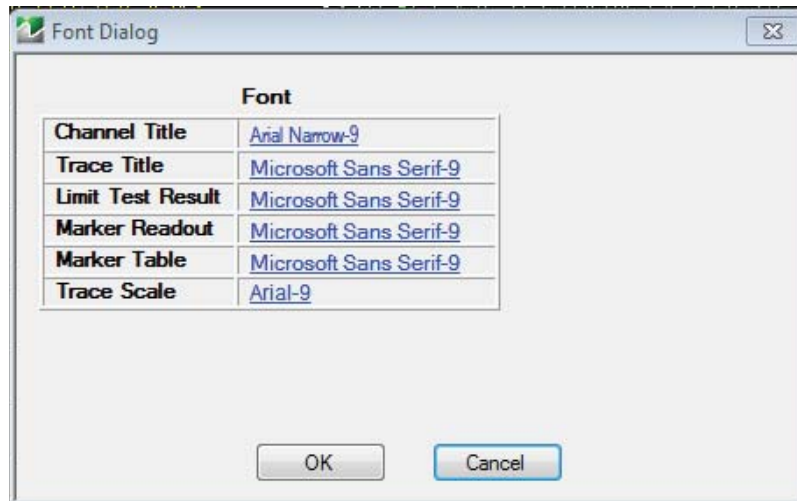 Font Dialog
Font
Channel Title Arial Narrow-9
Trace Title Microsoft Sans Serif-9
Limit Test Result Microsoft Sans Serif-9
Marker Readout Microsoft Sans Serif-9
Marker Table Microsoft Sans Serif-9
Trace Scale Arial-9
OK Cancel